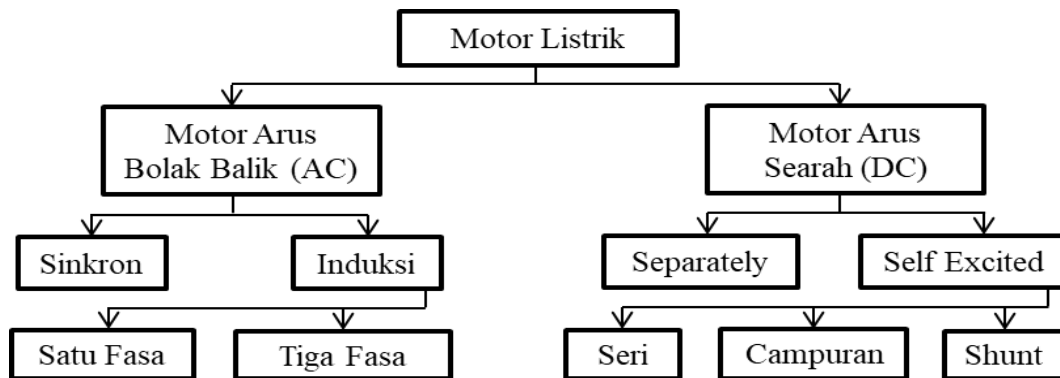 Motor Listrik
Motor Arus
Bolak Balik (AC)
Motor Arus
Searah (DC)
Sinkron
Induksi
Separately
Self Excited
Satu Fasa
Tiga Fasa
Seri
Campuran
Shunt